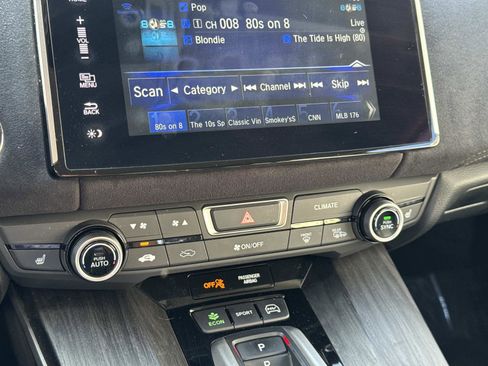 HOME
+
VOL
−
MENU
BACK
Pop
1 CH 008 80s on 8
Live
Blondie
The Tide Is High (80)
Scan ◄ Category ► ⏮ Channel ⏭ ⏮ Skip ⏭
80s on 8 The 10s Sp Classic Vin Smokey'sS CNN MLB 176
CLIMATE
PUSH AUTO
ON/OFF
REAR
PUSH SYNC
OFF
PASSENGER AIRBAG
ECON SPORT
P